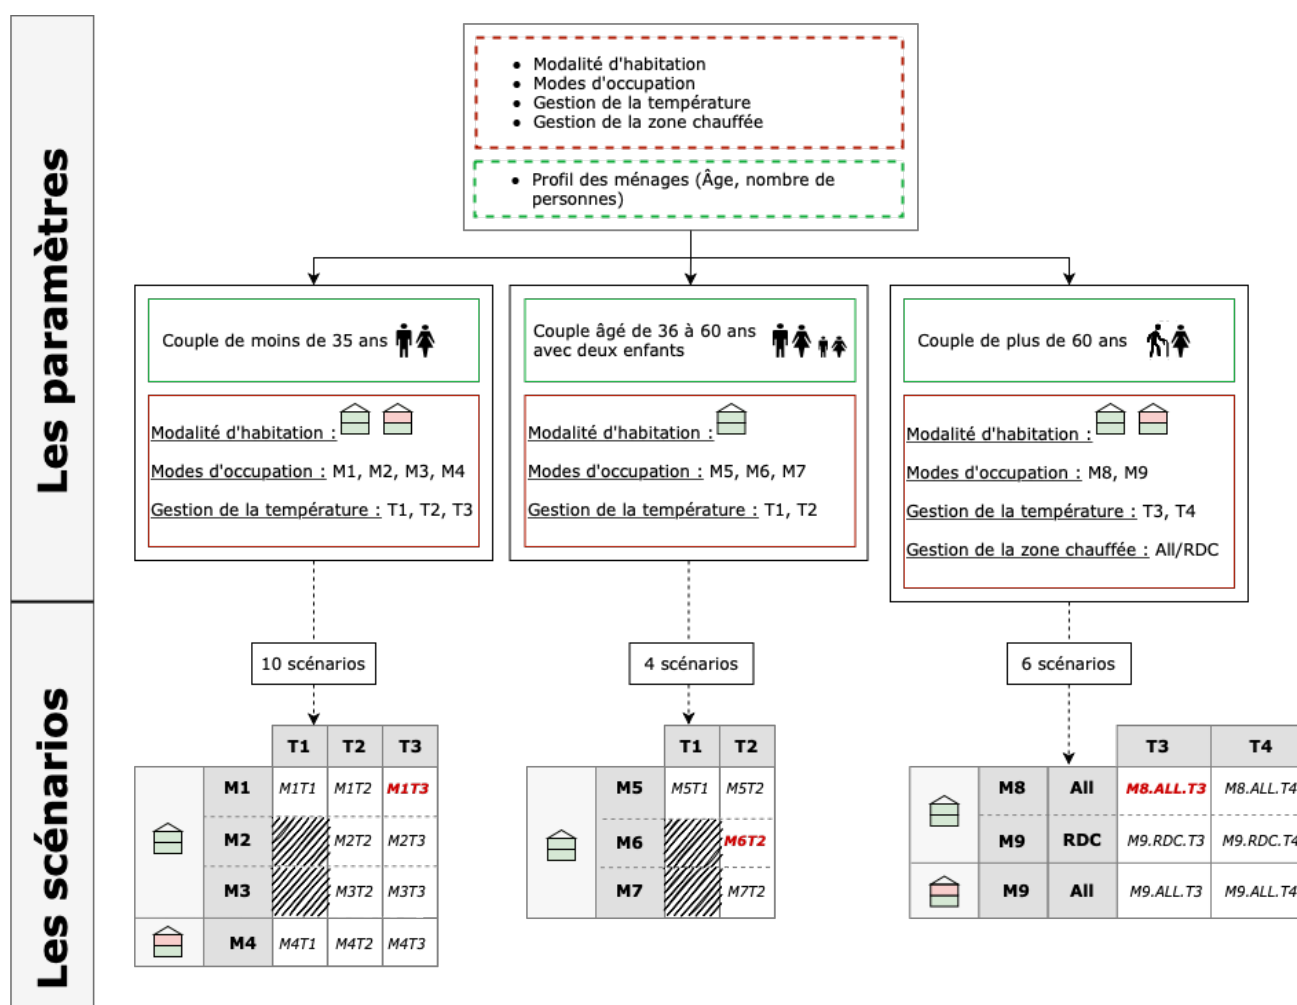 Les paramètres
Modalité d'habitation
Modes d'occupation
Gestion de la température
Gestion de la zone chauffée
Profil des ménages (Âge, nombre de
personnes)
Couple de moins de 35 ans
Modalité d'habitation :
Modes d'occupation : M1, M2, M3, M4
Gestion de la température : T1, T2, T3
Couple âgé de 36 à 60 ans
avec deux enfants
Modalité d'habitation :
Modes d'occupation : M5, M6, M7
Gestion de la température : T1, T2
Couple de plus de 60 ans
Modalité d'habitation :
Modes d'occupation : M8, M9
Gestion de la température : T3, T4
Gestion de la zone chauffée : All/RDC
Les scénarios
10 scénarios
T1 T2 T3
M1 M1T1 M1T2 M1T3
M2 M2T2 M2T3
M3 M3T2 M3T3
M4 M4T1 M4T2 M4T3
4 scénarios
T1 T2
M5 M5T1 M5T2
M6 M6T2
M7 M7T2
6 scénarios
T3 T4
M8 All M8.ALL.T3 M8.ALL.T4
M9 RDC M9.RDC.T3 M9.RDC.T4
M9 All M9.ALL.T3 M9.ALL.T4